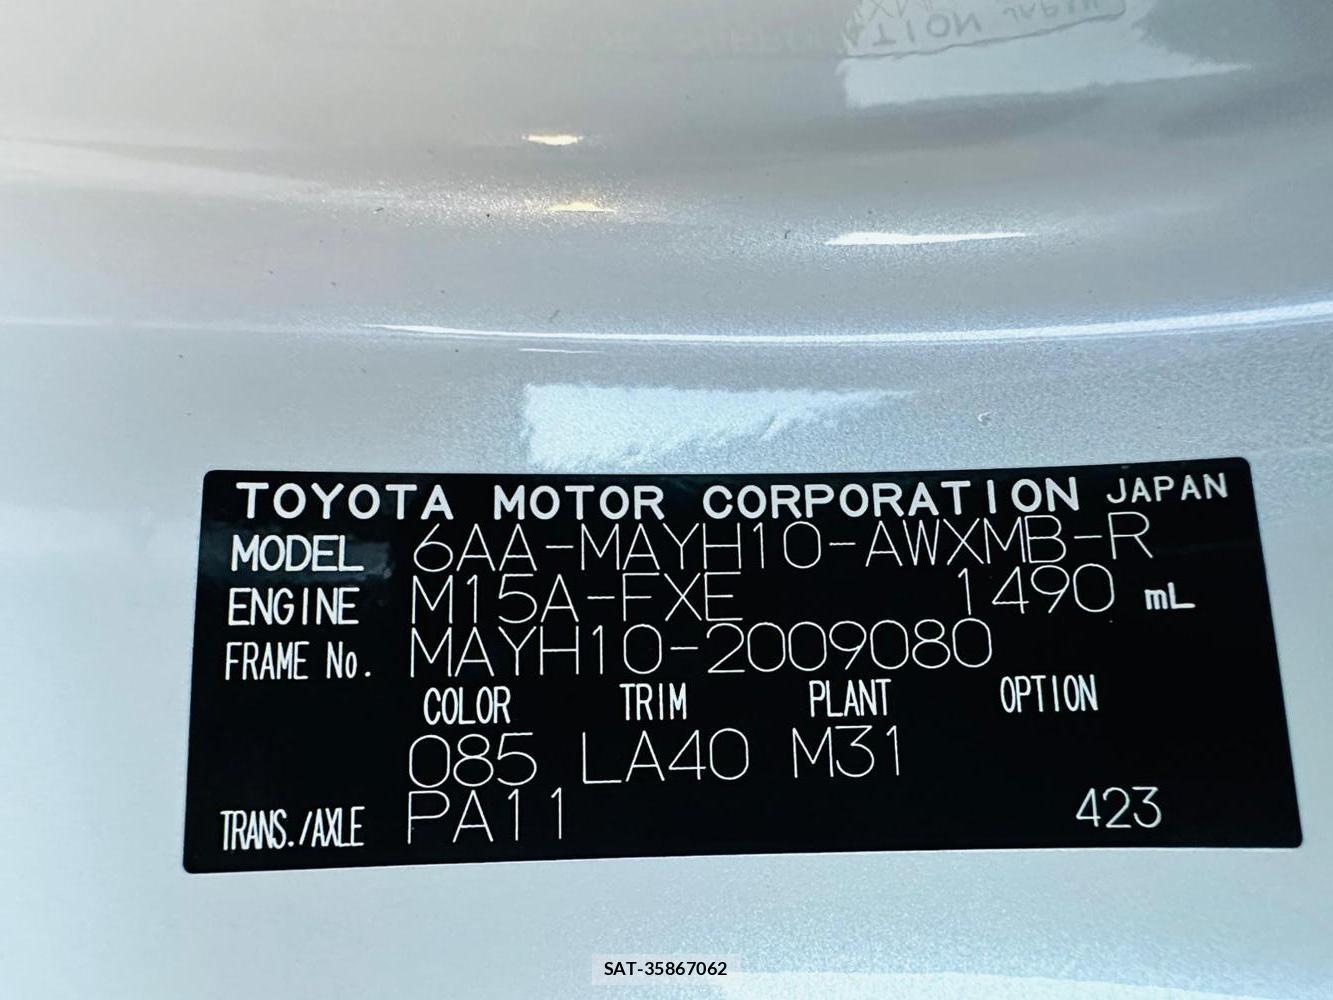 TOYOTA MOTOR CORPORATION JAPAN
MODEL 6AA-MAYH10-AWXMB-R
ENGINE M15A-FXE 1490 mL
FRAME No. MAYH10-2009080
COLOR TRIM PLANT OPTION
085 LA40 M31
TRANS./AXLE PA11 423
SAT-35867062